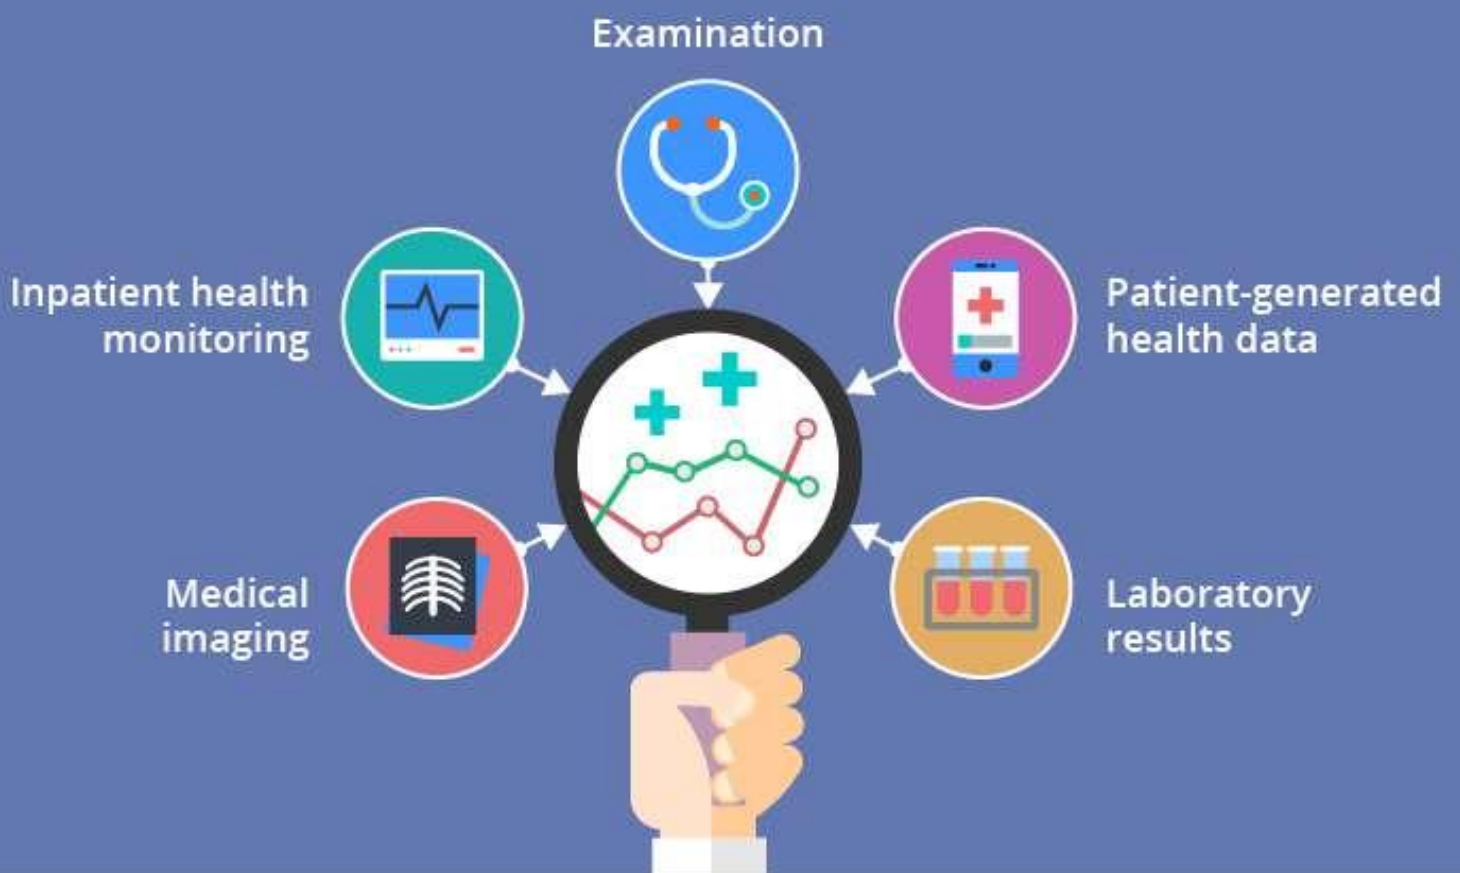 Examination
Inpatient health
monitoring
Patient-generated
health data
Medical
imaging
Laboratory
results